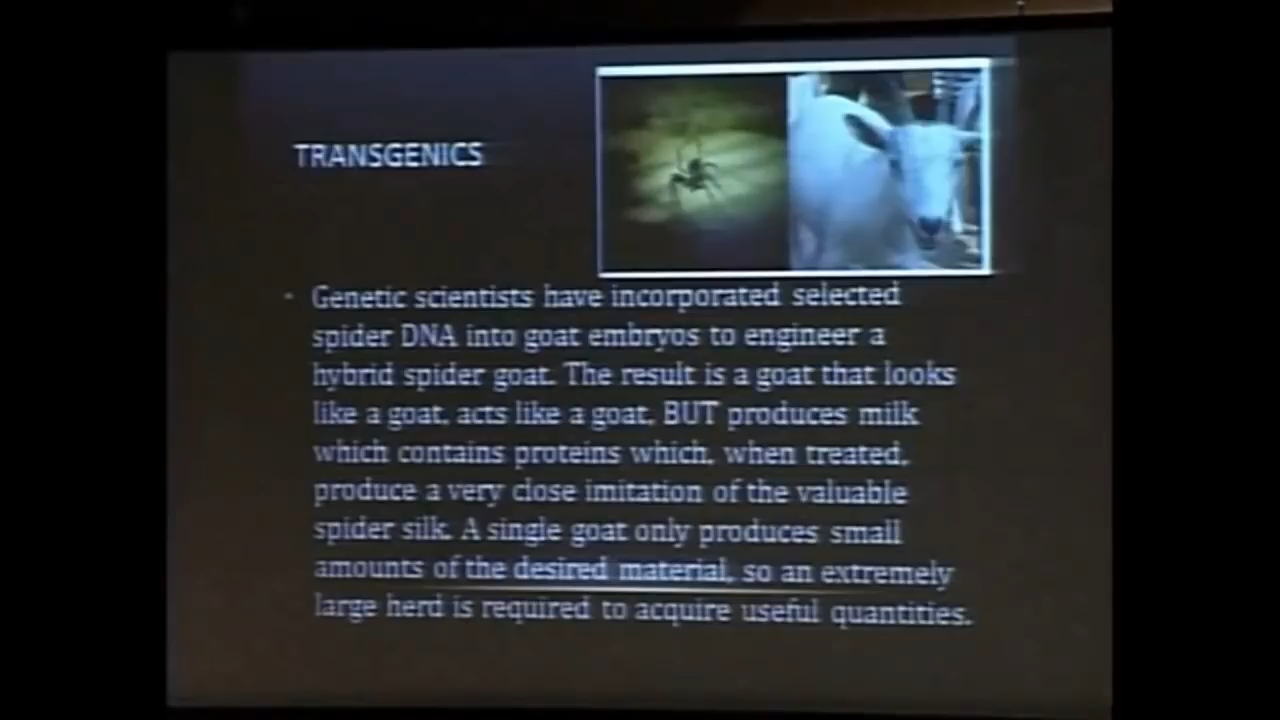 TRANSGENICS
• Genetic scientists have incorporated selected
spider DNA into goat embryos to engineer a
hybrid spider goat. The result is a goat that looks
like a goat, acts like a goat, BUT produces milk
which contains proteins which, when treated,
produce a very close imitation of the valuable
spider silk. A single goat only produces small
amounts of the desired material, so an extremely
large herd is required to acquire useful quantities.